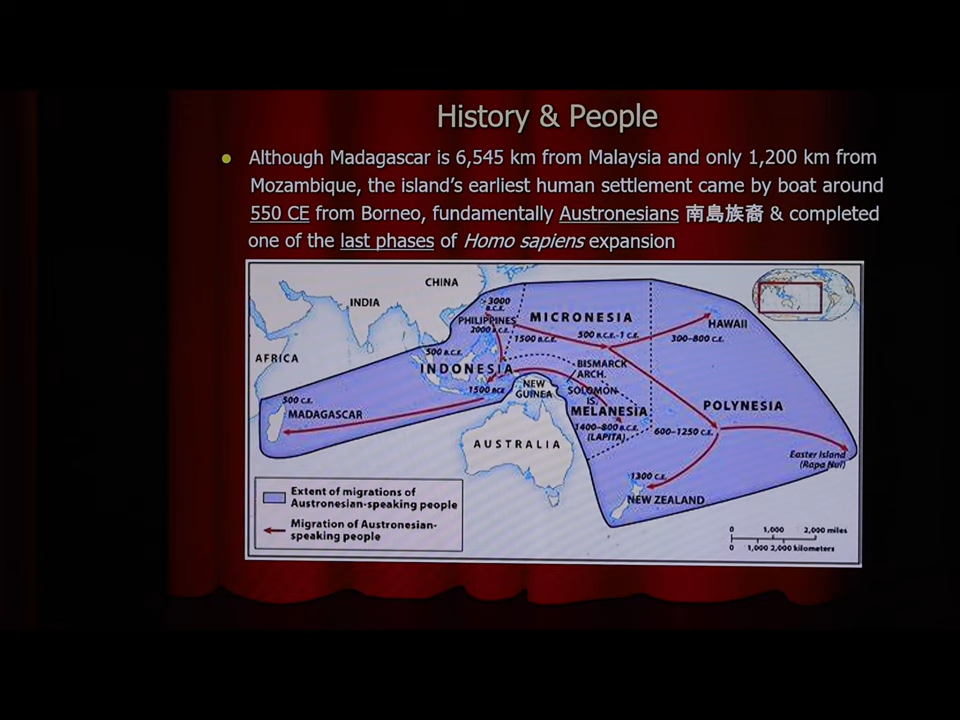 History & People
Although Madagascar is 6,545 km from Malaysia and only 1,200 km from
Mozambique, the island's earliest human settlement came by boat around
550 CE from Borneo, fundamentally Austronesians 南島族裔 & completed
one of the last phases of Homo sapiens expansion
CHINA
INDIA
3000
B.C.E.
PHILIPPINES
2000 B.C.E.
MICRONESIA
1500 B.C.E.
500 B.C.E.-1 C.E.
HAWAII
300–800 C.E.
AFRICA
500 B.C.E.
INDONESIA
BISMARCK
ARCH.
1500 BCE
NEW
GUINEA
SOLOMON
IS.
MELANESIA
1400–800 B.C.E.
(LAPITA)
POLYNESIA
600–1250 C.E.
500 C.E.
MADAGASCAR
AUSTRALIA
Easter Island
(Rapa Nui)
1300 C.E.
NEW ZEALAND
Extent of migrations of
Austronesian-speaking people
Migration of Austronesian-
speaking people
0 1,000 2,000 miles
0 1,000 2,000 kilometers